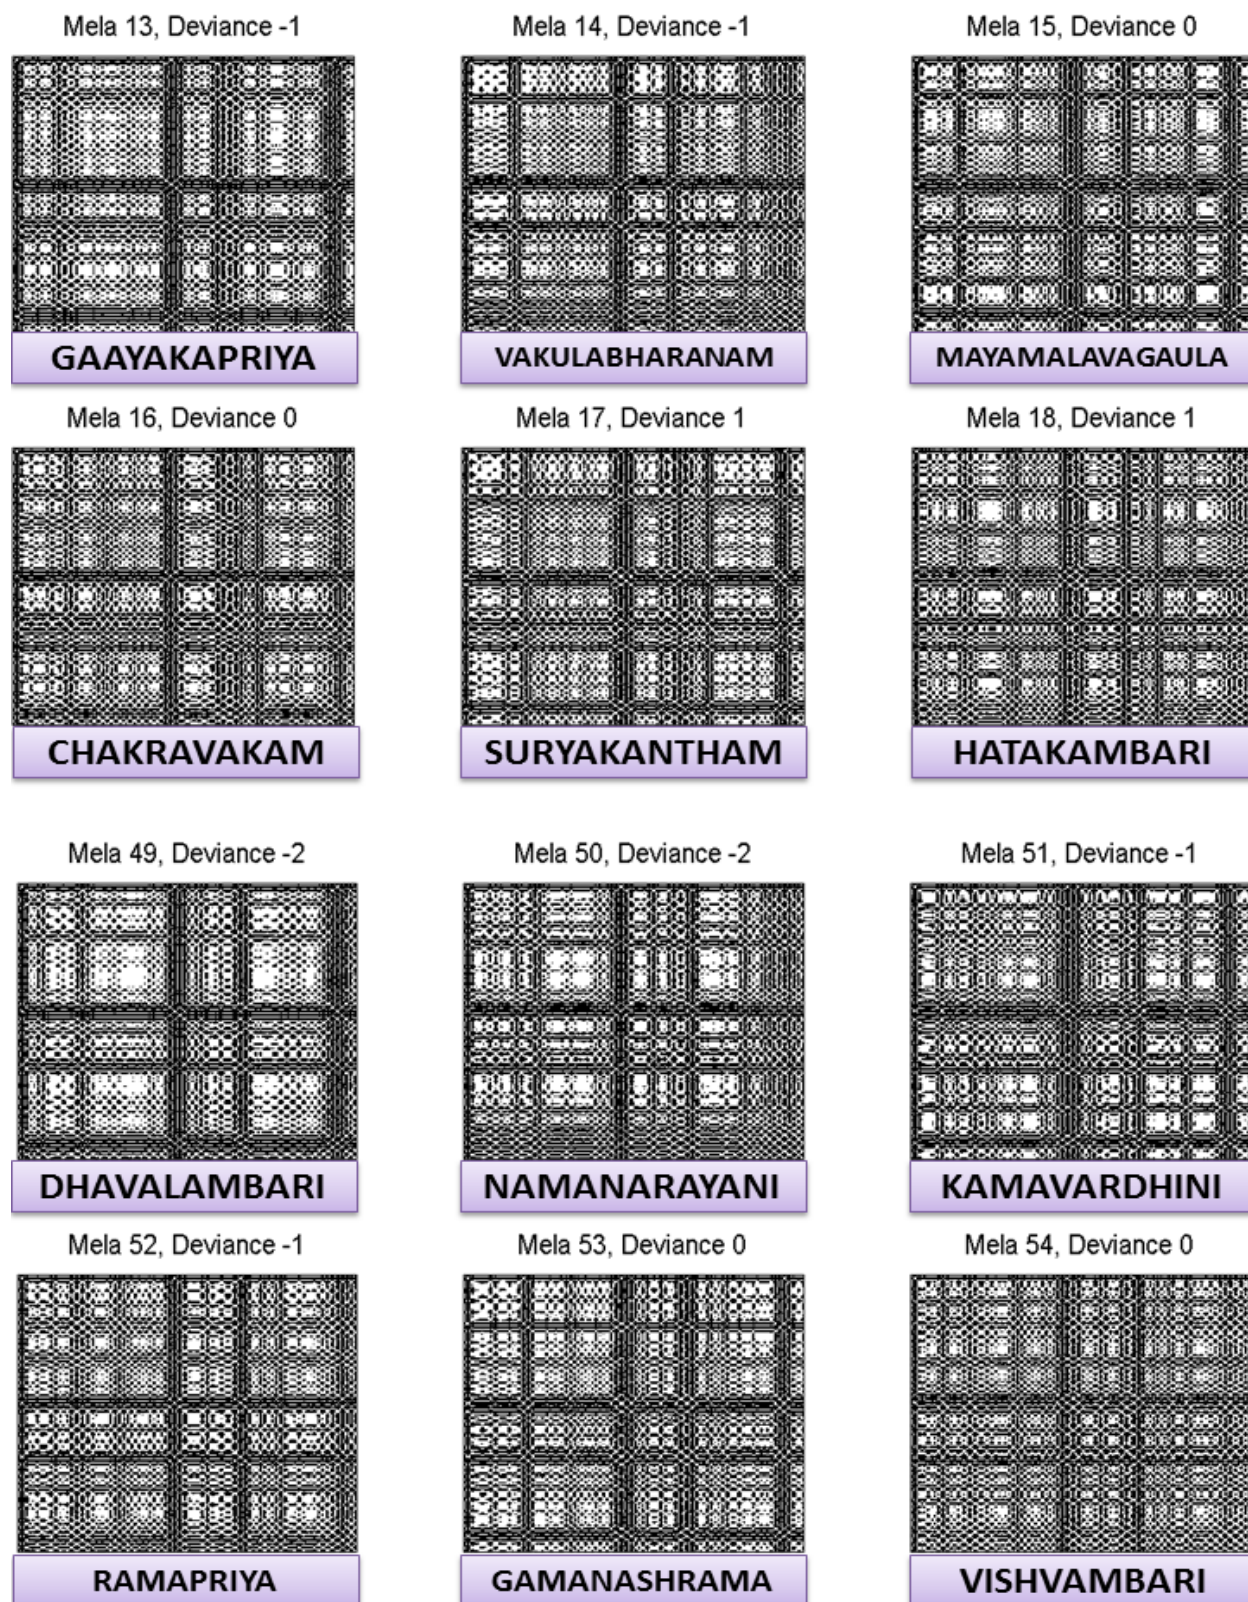 Mela 13, Deviance -1
Mela 14, Deviance -1
Mela 15, Deviance 0
GAAYAKAPRIYA
VAKULABHARANAM
MAYAMALAVAGAULA
Mela 16, Deviance 0
Mela 17, Deviance 1
Mela 18, Deviance 1
CHAKRAVAKAM
SURYAKANTHAM
HATAKAMBARI
Mela 49, Deviance -2
Mela 50, Deviance -2
Mela 51, Deviance -1
DHAVALAMBARI
NAMANARAYANI
KAMAVARDHINI
Mela 52, Deviance -1
Mela 53, Deviance 0
Mela 54, Deviance 0
RAMAPRIYA
GAMANASHRAMA
VISHVAMBARI